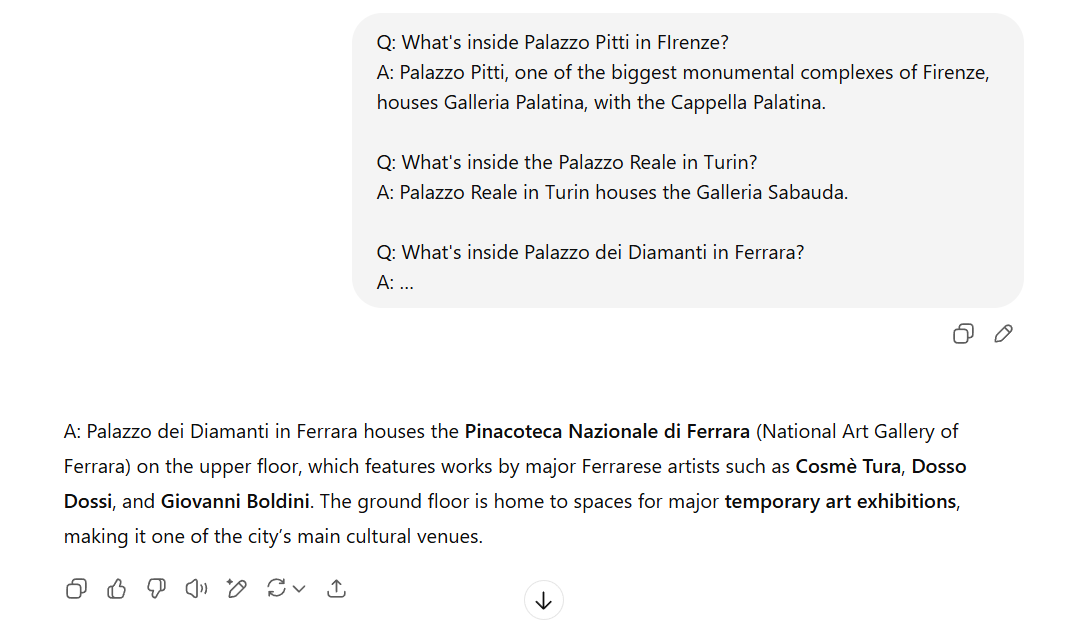 Q: What's inside Palazzo Pitti in FIrenze?
A: Palazzo Pitti, one of the biggest monumental complexes of Firenze,
houses Galleria Palatina, with the Cappella Palatina.
Q: What's inside the Palazzo Reale in Turin?
A: Palazzo Reale in Turin houses the Galleria Sabauda.
Q: What's inside Palazzo dei Diamanti in Ferrara?
A: ...
A: Palazzo dei Diamanti in Ferrara houses the Pinacoteca Nazionale di Ferrara (National Art Gallery of
Ferrara) on the upper floor, which features works by major Ferrarese artists such as Cosmè Tura, Dosso
Dossi, and Giovanni Boldini. The ground floor is home to spaces for major temporary art exhibitions,
making it one of the city’s main cultural venues.